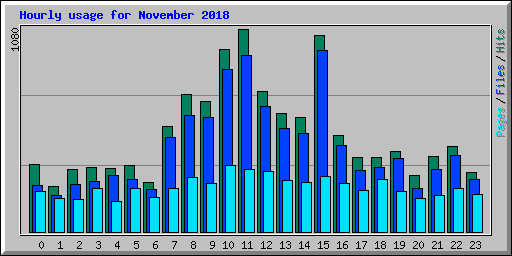 Hourly usage for November 2018
1080
Pages/Files/Hits
0 1 2 3 4 5 6 7 8 9 10 11 12 13 14 15 16 17 18 19 20 21 22 23